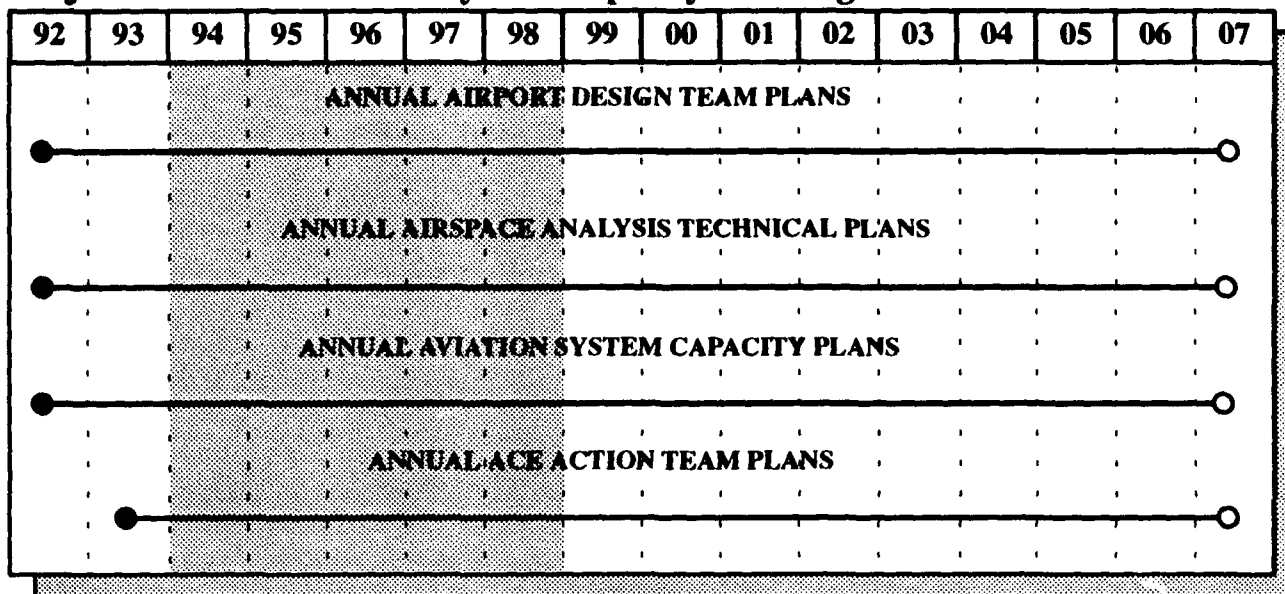 92 93 94 95 96 97 98 99 00 01 02 03 04 05 06 07
ANNUAL AIRPORT DESIGN TEAM PLANS
ANNUAL AIRSPACE ANALYSIS TECHNICAL PLANS
ANNUAL AVIATION SYSTEM CAPACITY PLANS
ANNUAL ACE ACTION TEAM PLANS